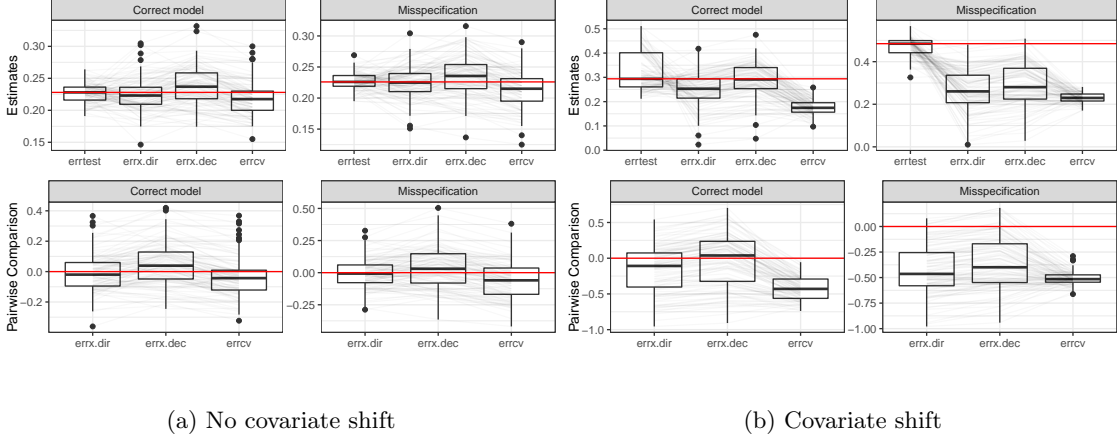 Correct model
Misspecification
Estimates
0.30
0.25
0.20
0.15
errtest
errx.dir
errx.dec
errcv
0.30
0.25
0.20
0.15
errtest
errx.dir
errx.dec
errcv
Correct model
Misspecification
Pairwise Comparison
0.4
0.2
0.0
−0.2
errx.dir
errx.dec
errcv
0.50
0.25
0.00
−0.25
errx.dir
errx.dec
errcv
(a) No covariate shift
Correct model
Misspecification
Estimates
0.5
0.4
0.3
0.2
0.1
0.0
errtest
errx.dir
errx.dec
errcv
0.4
0.2
0.0
errtest
errx.dir
errx.dec
errcv
Correct model
Misspecification
Pairwise Comparison
0.5
0.0
−0.5
−1.0
errx.dir
errx.dec
errcv
0.00
−0.25
−0.50
−0.75
−1.00
errx.dir
errx.dec
errcv
(b) Covariate shift